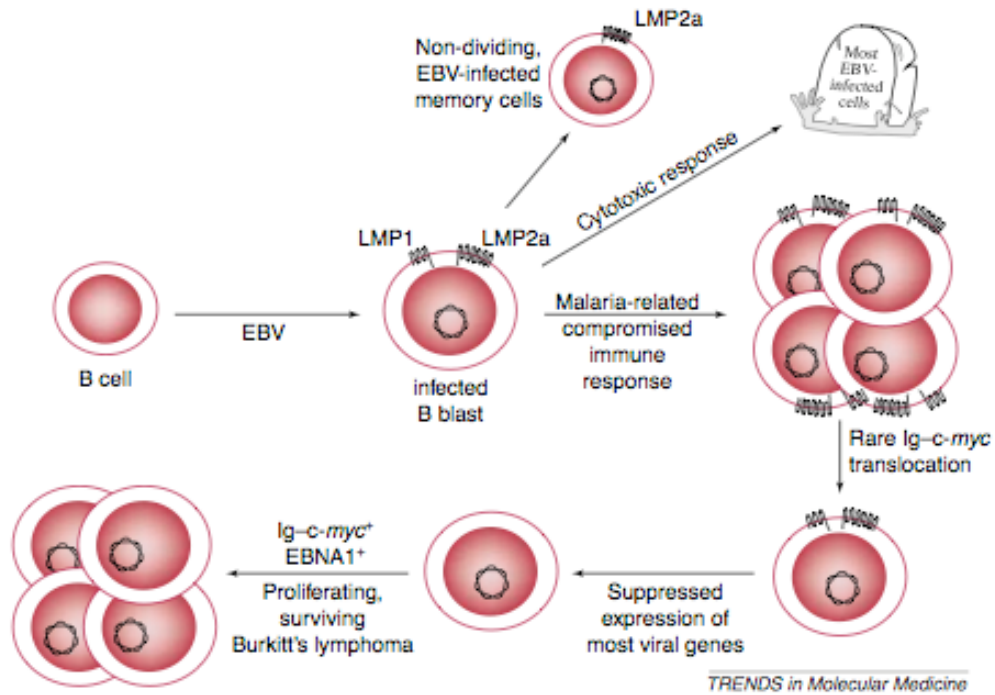 LMP2a
Non-dividing,
EBV-infected
memory cells
Most
EBV-
infected
cells
Cytotoxic response
LMP1
LMP2a
B cell
EBV
infected
B blast
Malaria-related
compromised
immune
response
Rare Ig–c-myc
translocation
Ig–c-myc⁺
EBNA1⁺
Proliferating,
surviving
Burkitt's lymphoma
Suppressed
expression of
most viral genes
TRENDS in Molecular Medicine